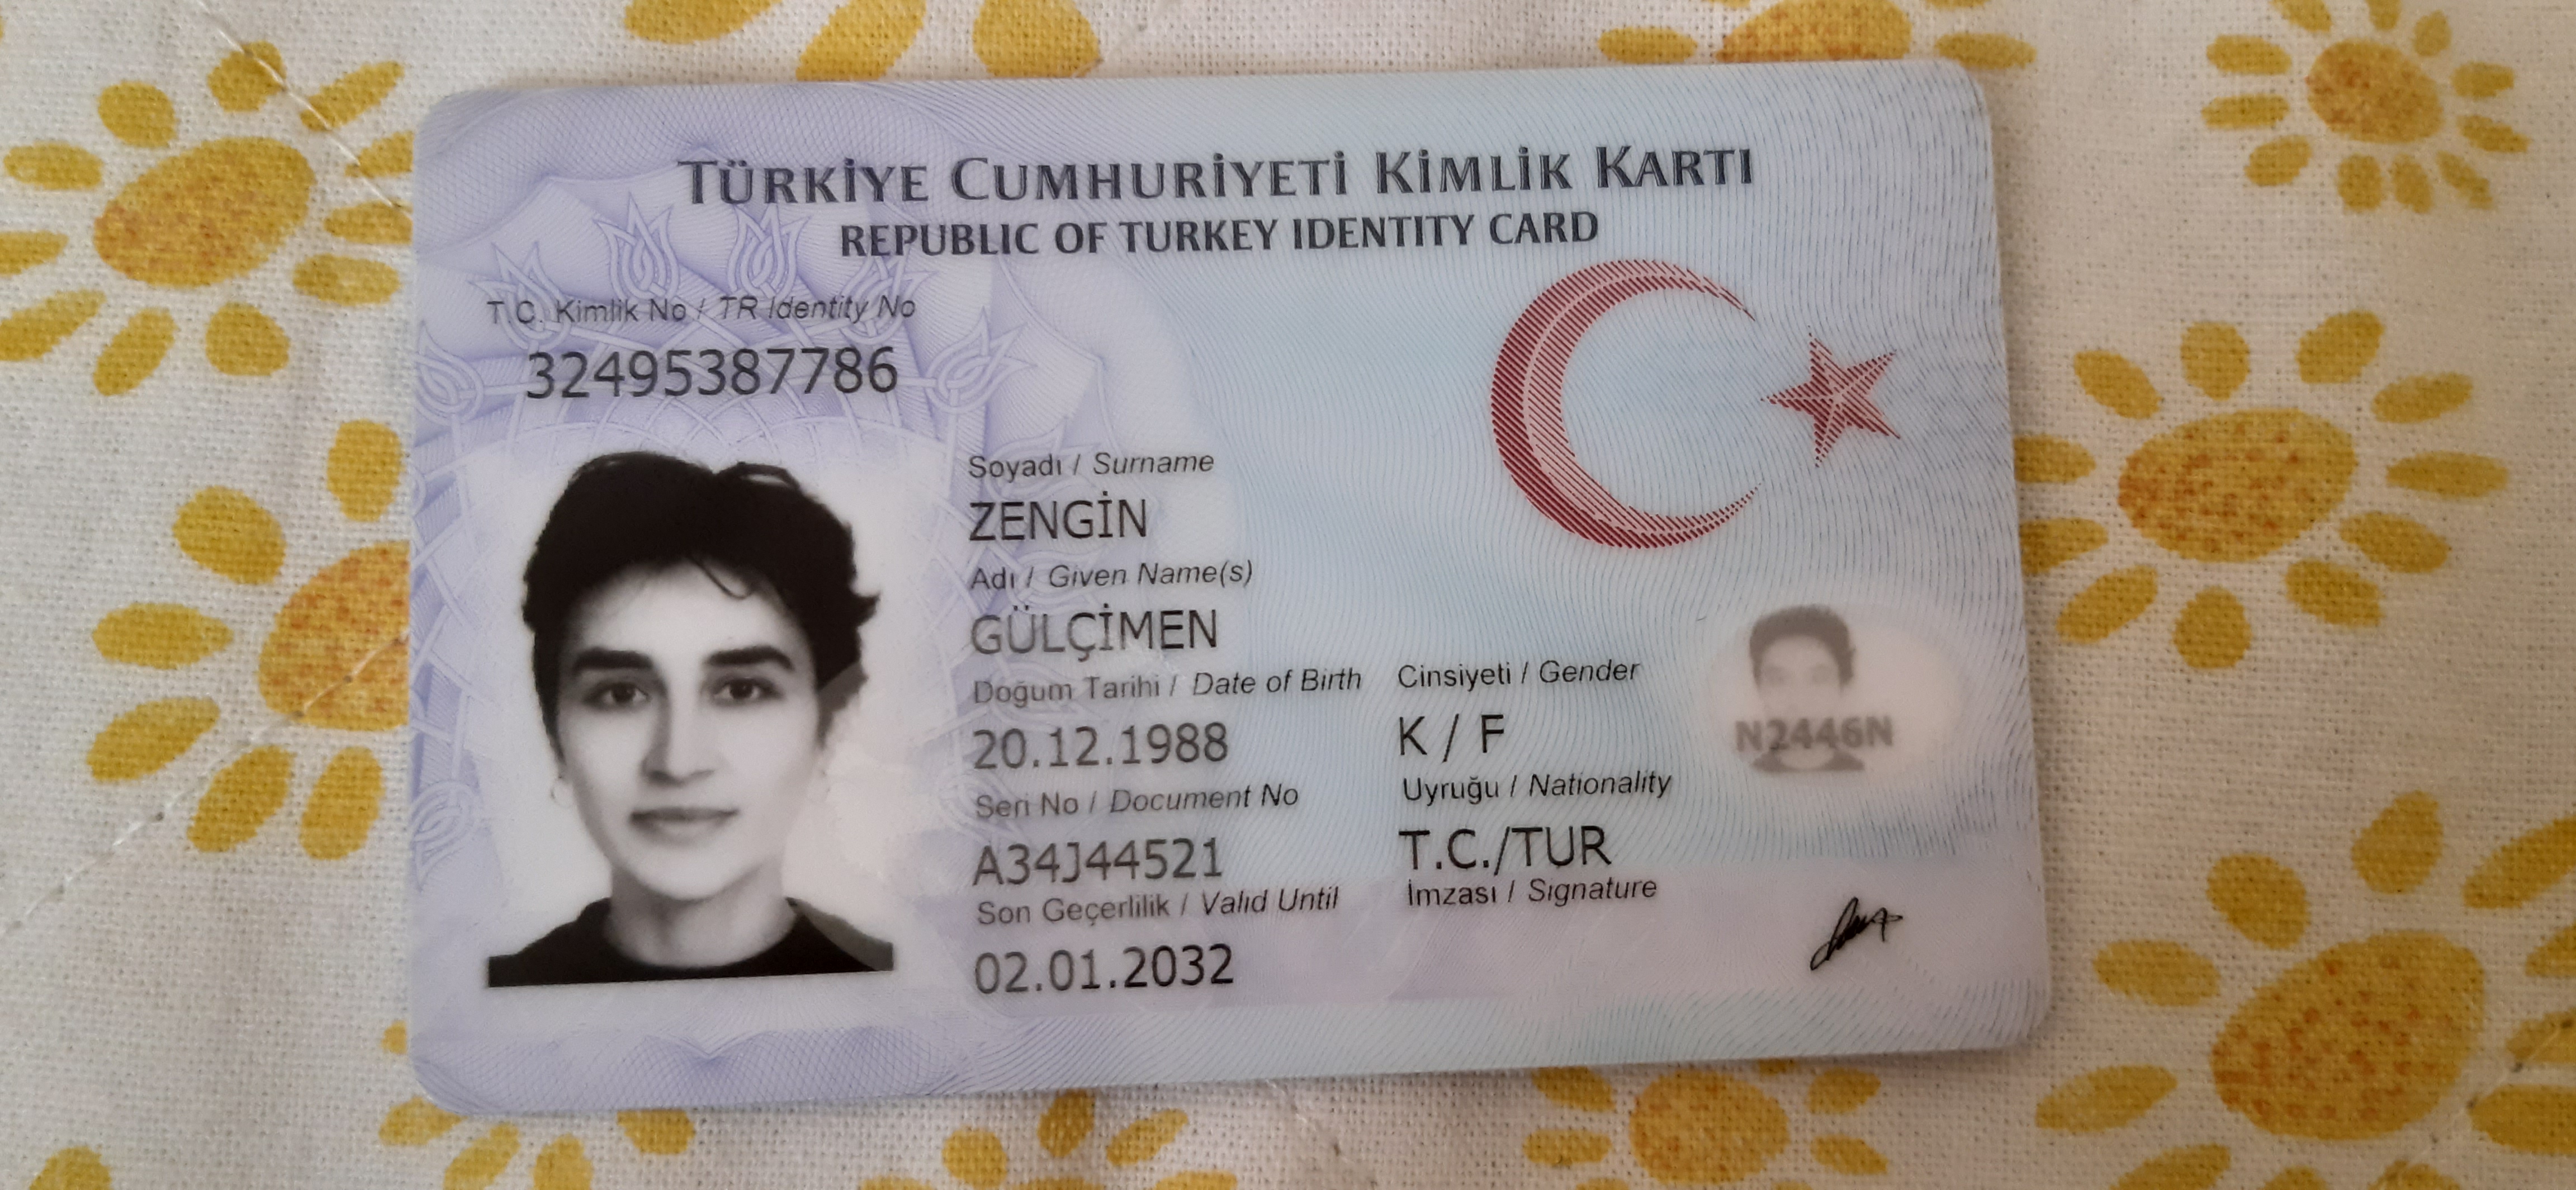 TÜRKİYE CUMHURİYETİ KİMLİK KARTI
REPUBLIC OF TURKEY IDENTITY CARD
T.C. Kimlik No / TR Identity No
32495387786
Soyadı / Surname
ZENGİN
Adı / Given Name(s)
GÜLÇİMEN
Doğum Tarihi / Date of Birth
20.12.1988
Cinsiyeti / Gender
K / F
Seri No / Document No
A34J44521
Uyruğu / Nationality
T.C./TUR
Son Geçerlilik / Valid Until
02.01.2032
İmzası / Signature
N2446N